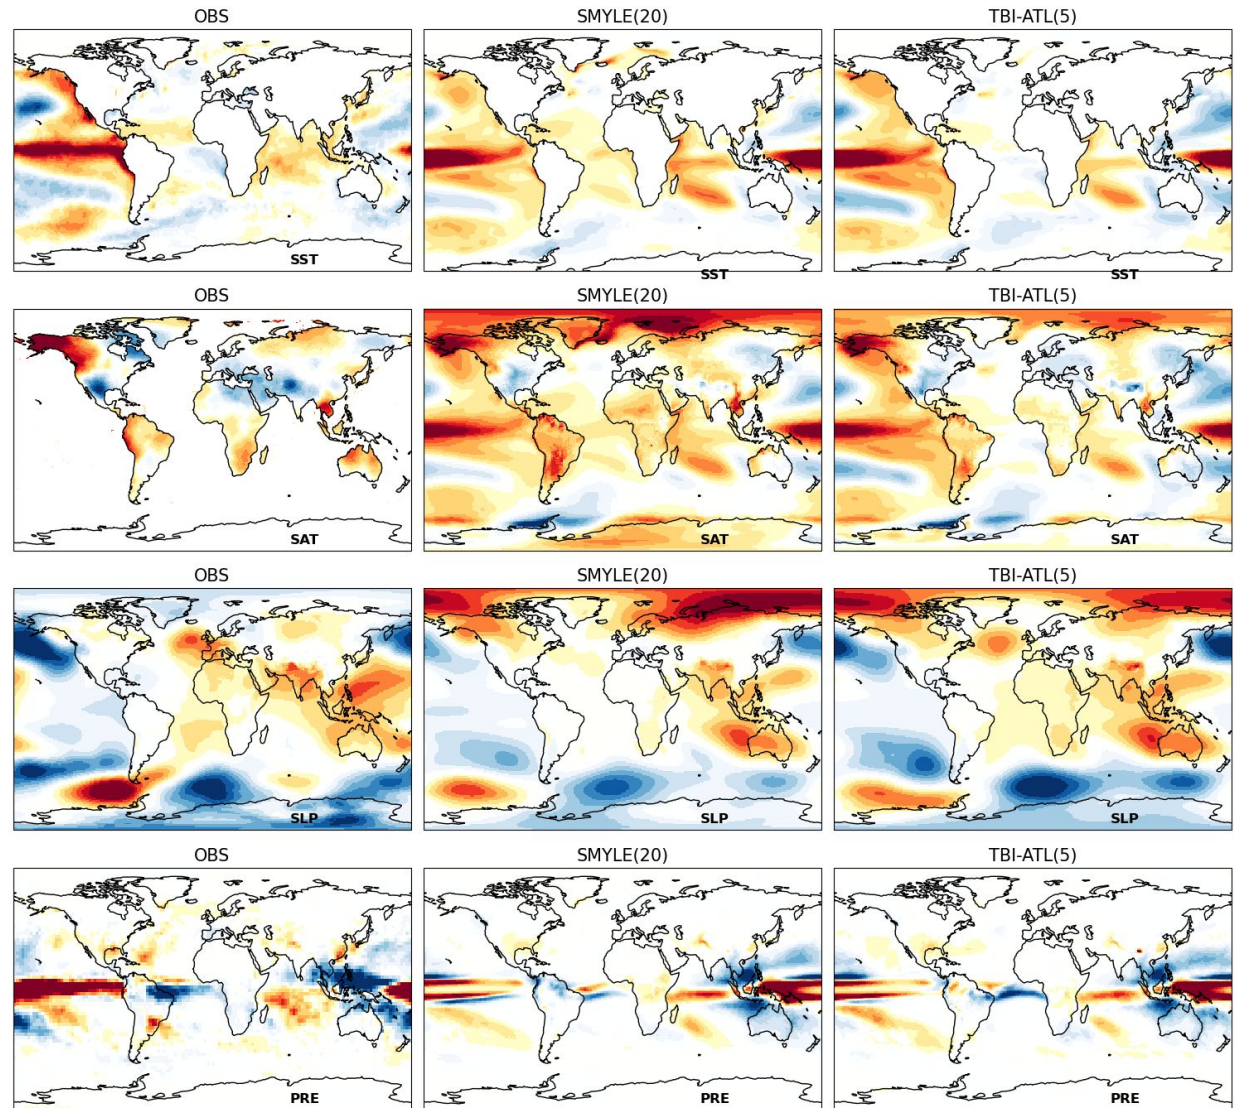 OBS
SMYLE(20)
TBI-ATL(5)
SST
SST
SST
OBS
SMYLE(20)
TBI-ATL(5)
SAT
SAT
SAT
OBS
SMYLE(20)
TBI-ATL(5)
SLP
SLP
SLP
OBS
SMYLE(20)
TBI-ATL(5)
PRE
PRE
PRE